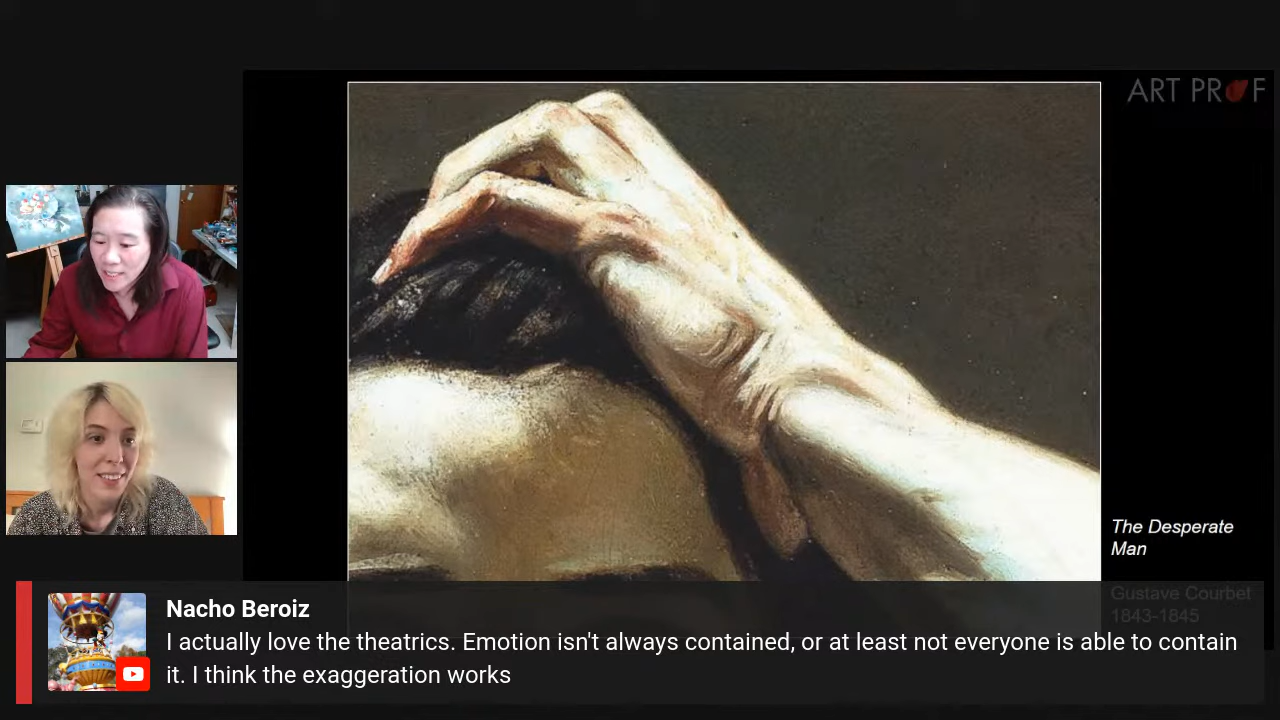 ART PROF
The Desperate
Man
Gustave Courbet
1843-1845
Nacho Beroiz
I actually love the theatrics. Emotion isn't always contained, or at least not everyone is able to contain
it. I think the exaggeration works